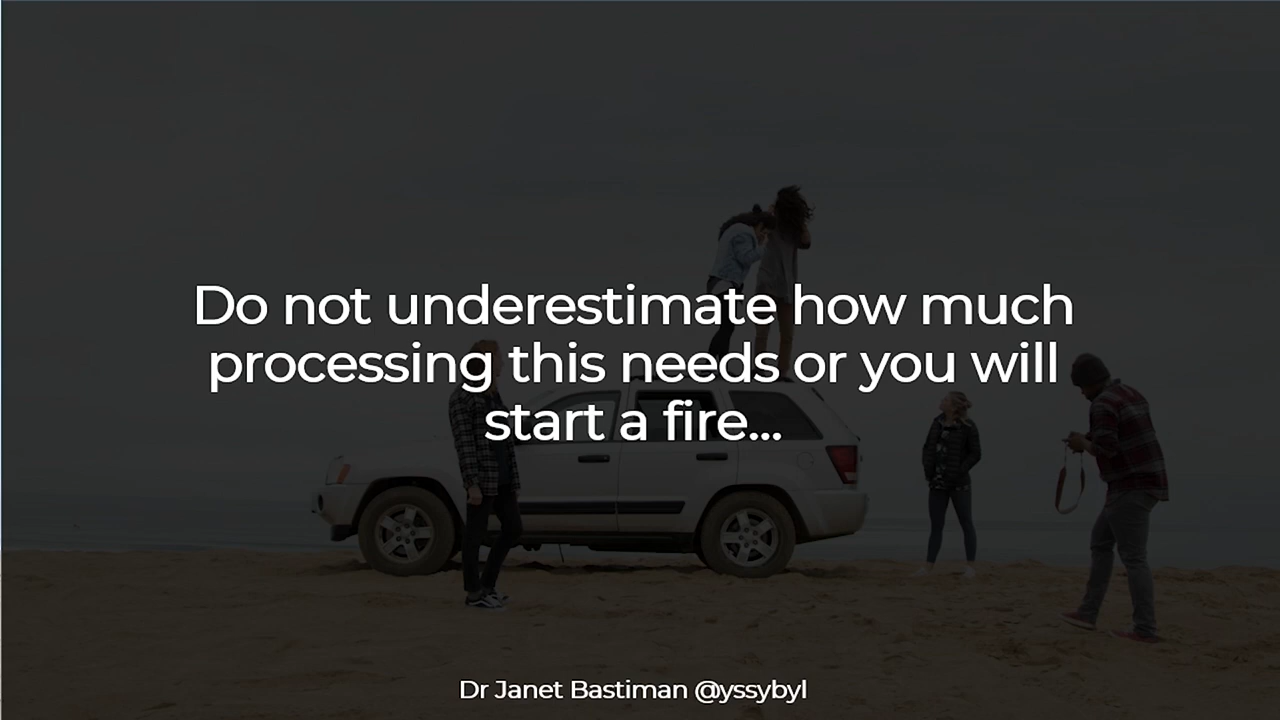 Do not underestimate how much
processing this needs or you will
start a fire...
Dr Janet Bastiman @yssybyl